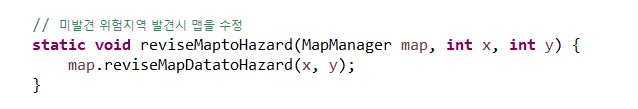 // 미발견 위험지역 발견시 맵을 수정
static void reviseMaptoHazard(MapManager map, int x, int y) {
    map.reviseMapDatatoHazard(x, y);
}